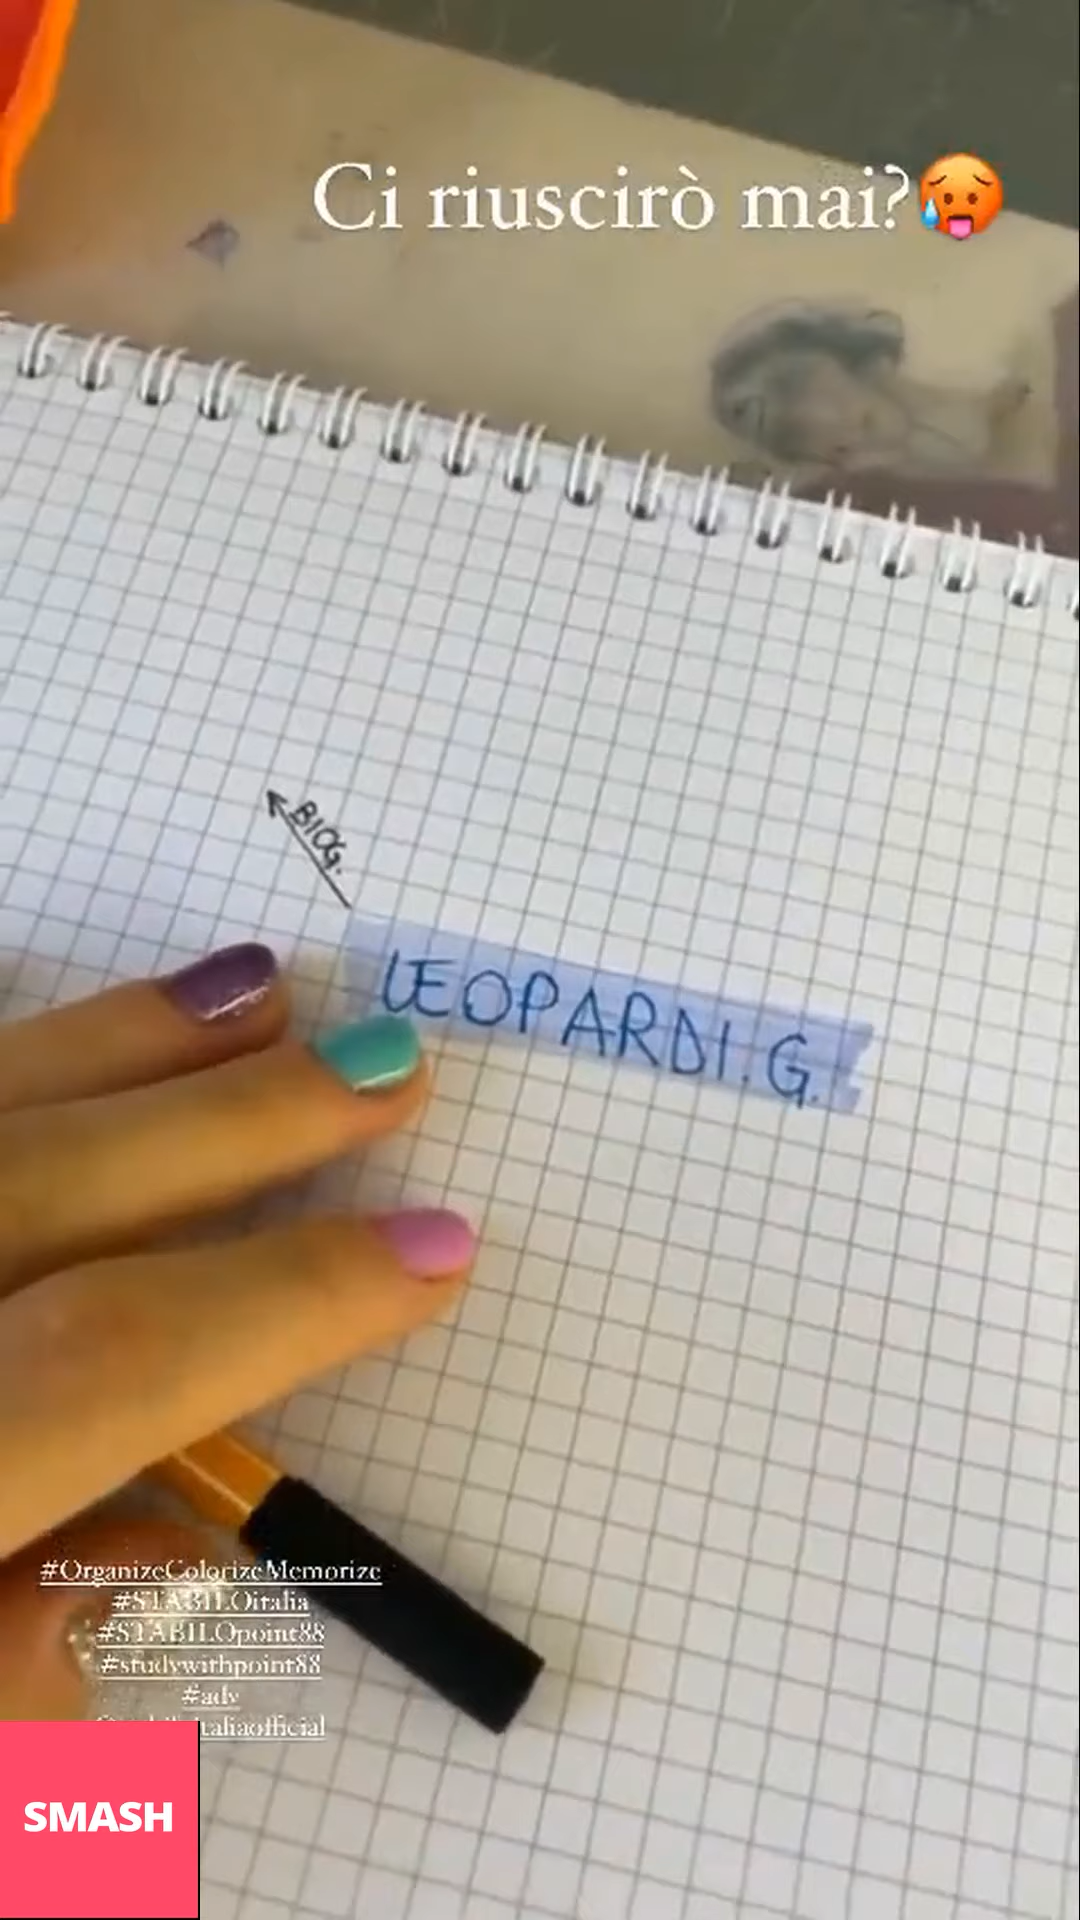 Ci riuscirò mai?🥵
BIOG.
LEOPARDI. G.
#OrganizeColorizeMemorize
#STABILOitalia
#STABILOpoint88
#studywithpoint88
#adv
SMASH